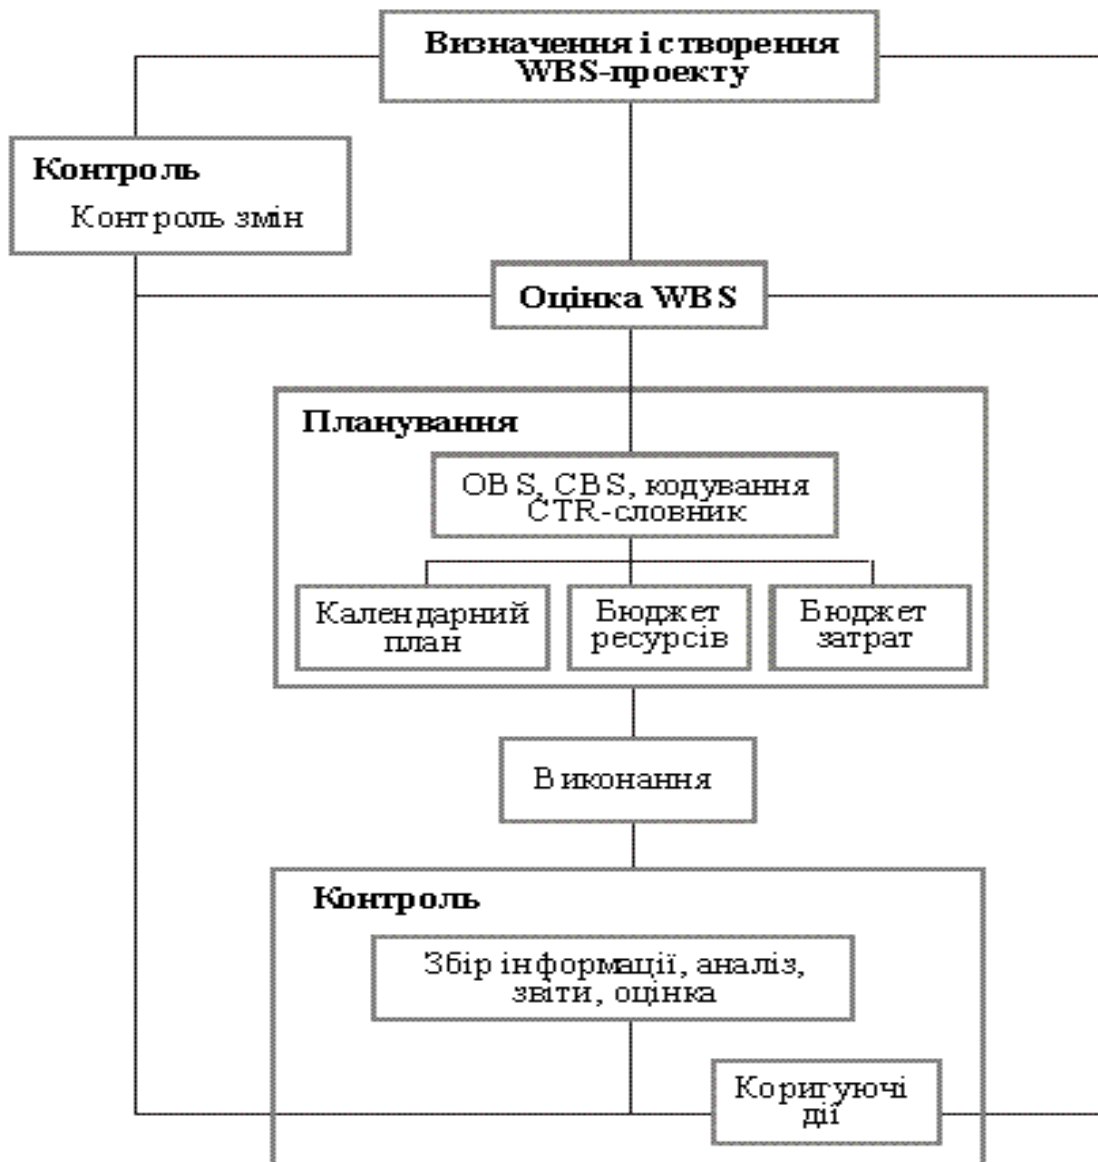 Визначення і створення
WBS-проекту
Контроль
Контроль змін
Оцінка WBS
Планування
OBS, CBS, кодування
CTR-словник
Календарний
план
Бюджет
ресурсів
Бюджет
затрат
Виконання
Контроль
Збір інформації, аналіз,
звіти, оцінка
Коригуючі
дії